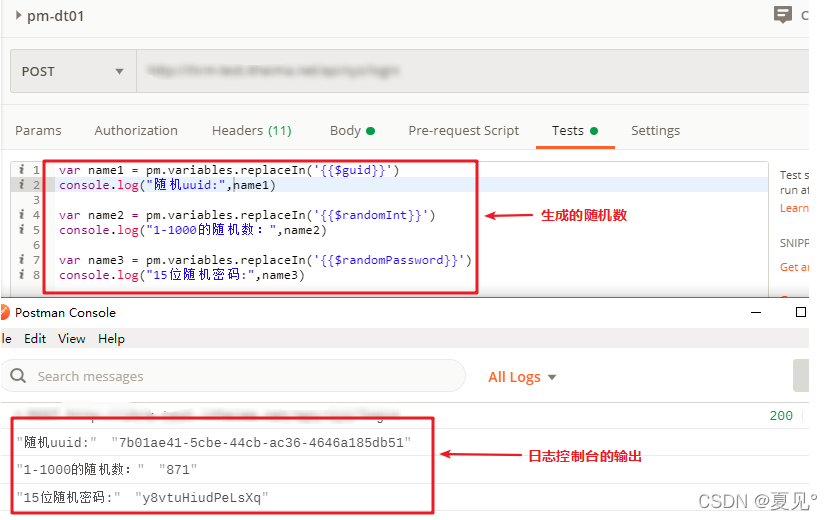 pm-dt01
C
POST
Params Authorization Headers (11) Body Pre-request Script Tests Settings
i 1 var name1 = pm.variables.replaceIn('{{$guid}}')
i 2 console.log("随机uuid:",name1)
3
i 4 var name2 = pm.variables.replaceIn('{{$randomInt}}')
i 5 console.log("1-1000的随机数：",name2)
6
i 7 var name3 = pm.variables.replaceIn('{{$randomPassword}}')
i 8 console.log("15位随机密码:",name3)
生成的随机数
Test s
run at
Learn
SNIPP
Get a
Postman Console
le Edit View Help
Search messages
All Logs
200
"随机uuid:" "7b01ae41-5cbe-44cb-ac36-4646a185db51"
"1-1000的随机数：" "871"
"15位随机密码:" "y8vtuHiudPeLsXq"
日志控制台的输出
CSDN @夏见°